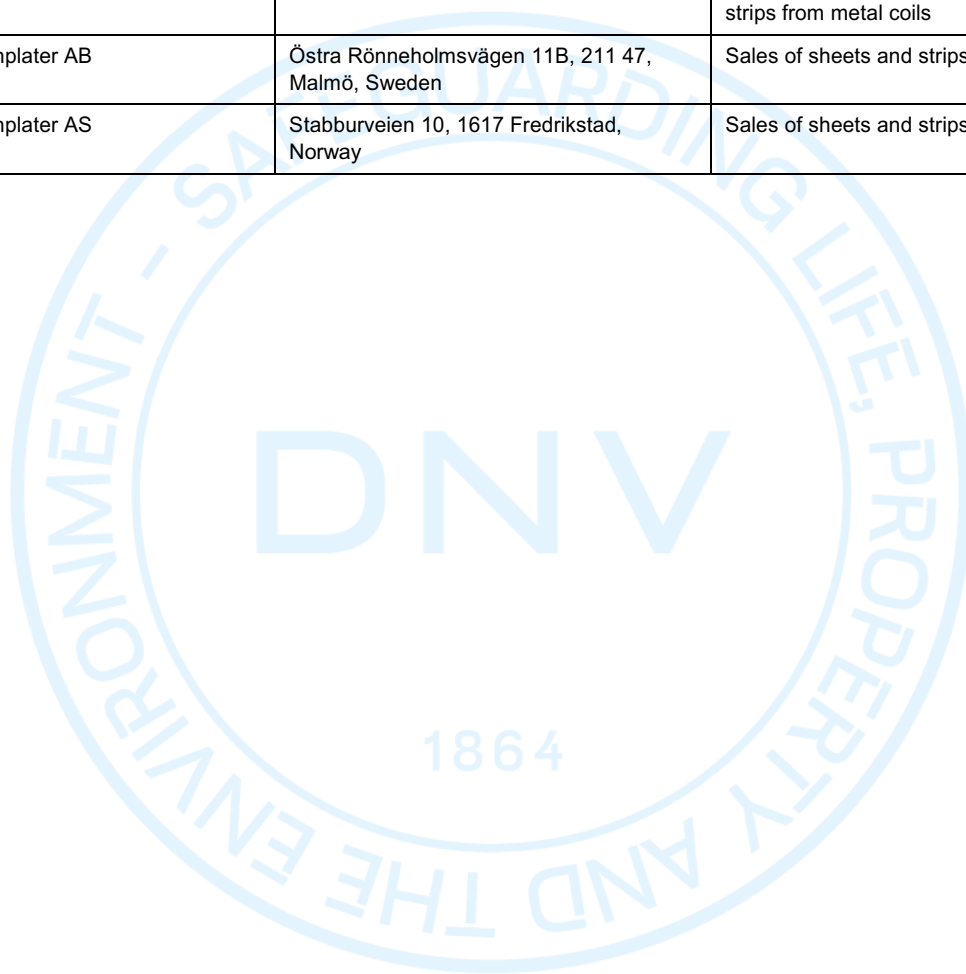 strips from metal coils
nplater AB
Östra Rönneholmsvägen 11B, 211 47,
Malmö, Sweden
Sales of sheets and strips
nplater AS
Stabburveien 10, 1617 Fredrikstad,
Norway
Sales of sheets and strips
SAFEGUARDING LIFE, PROPERTY AND THE ENVIRONMENT -
DNV
1864